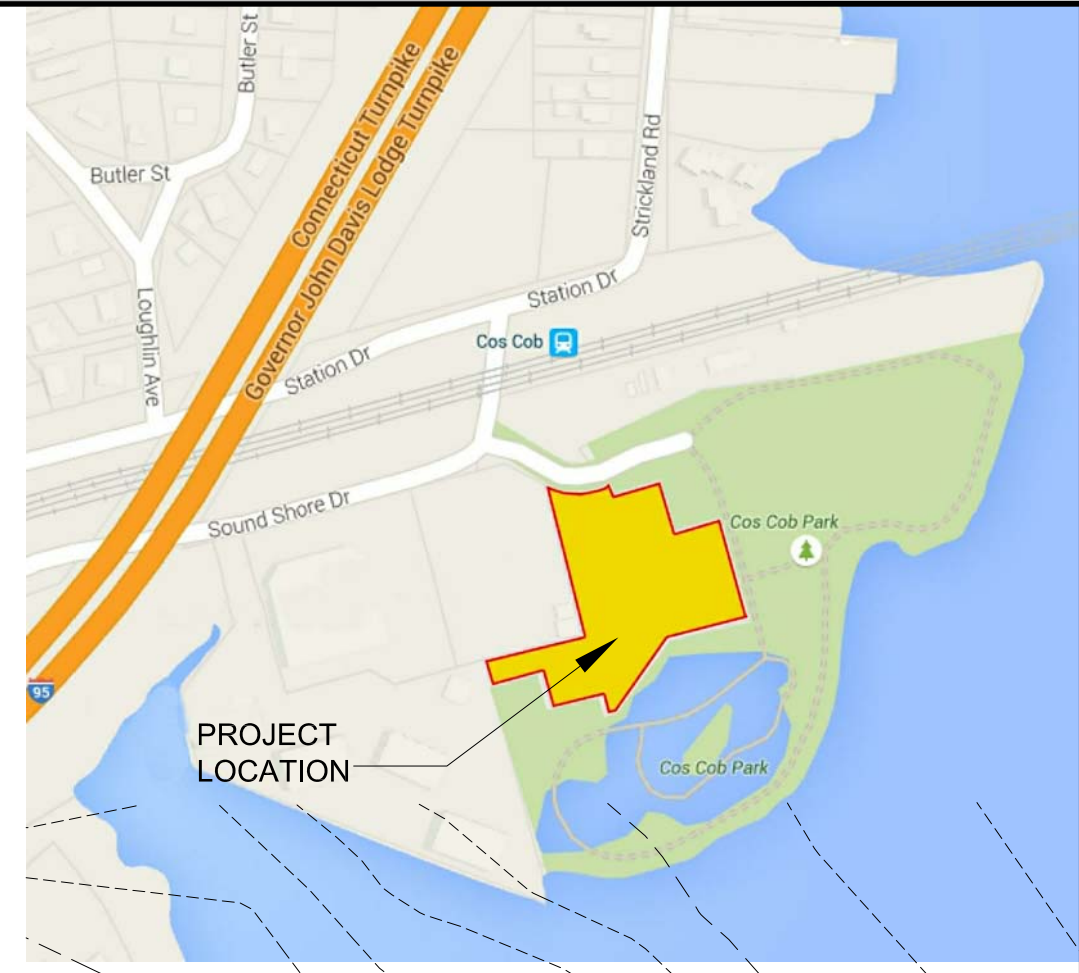 Butler St
Connecticut Turnpike
Governor John Davis Lodge Turnpike
Butler St
Strickland Rd
Loughlin Ave
Station Dr
Cos Cob
Station Dr
Sound Shore Dr
Cos Cob Park
95
PROJECT
LOCATION
Cos Cob Park